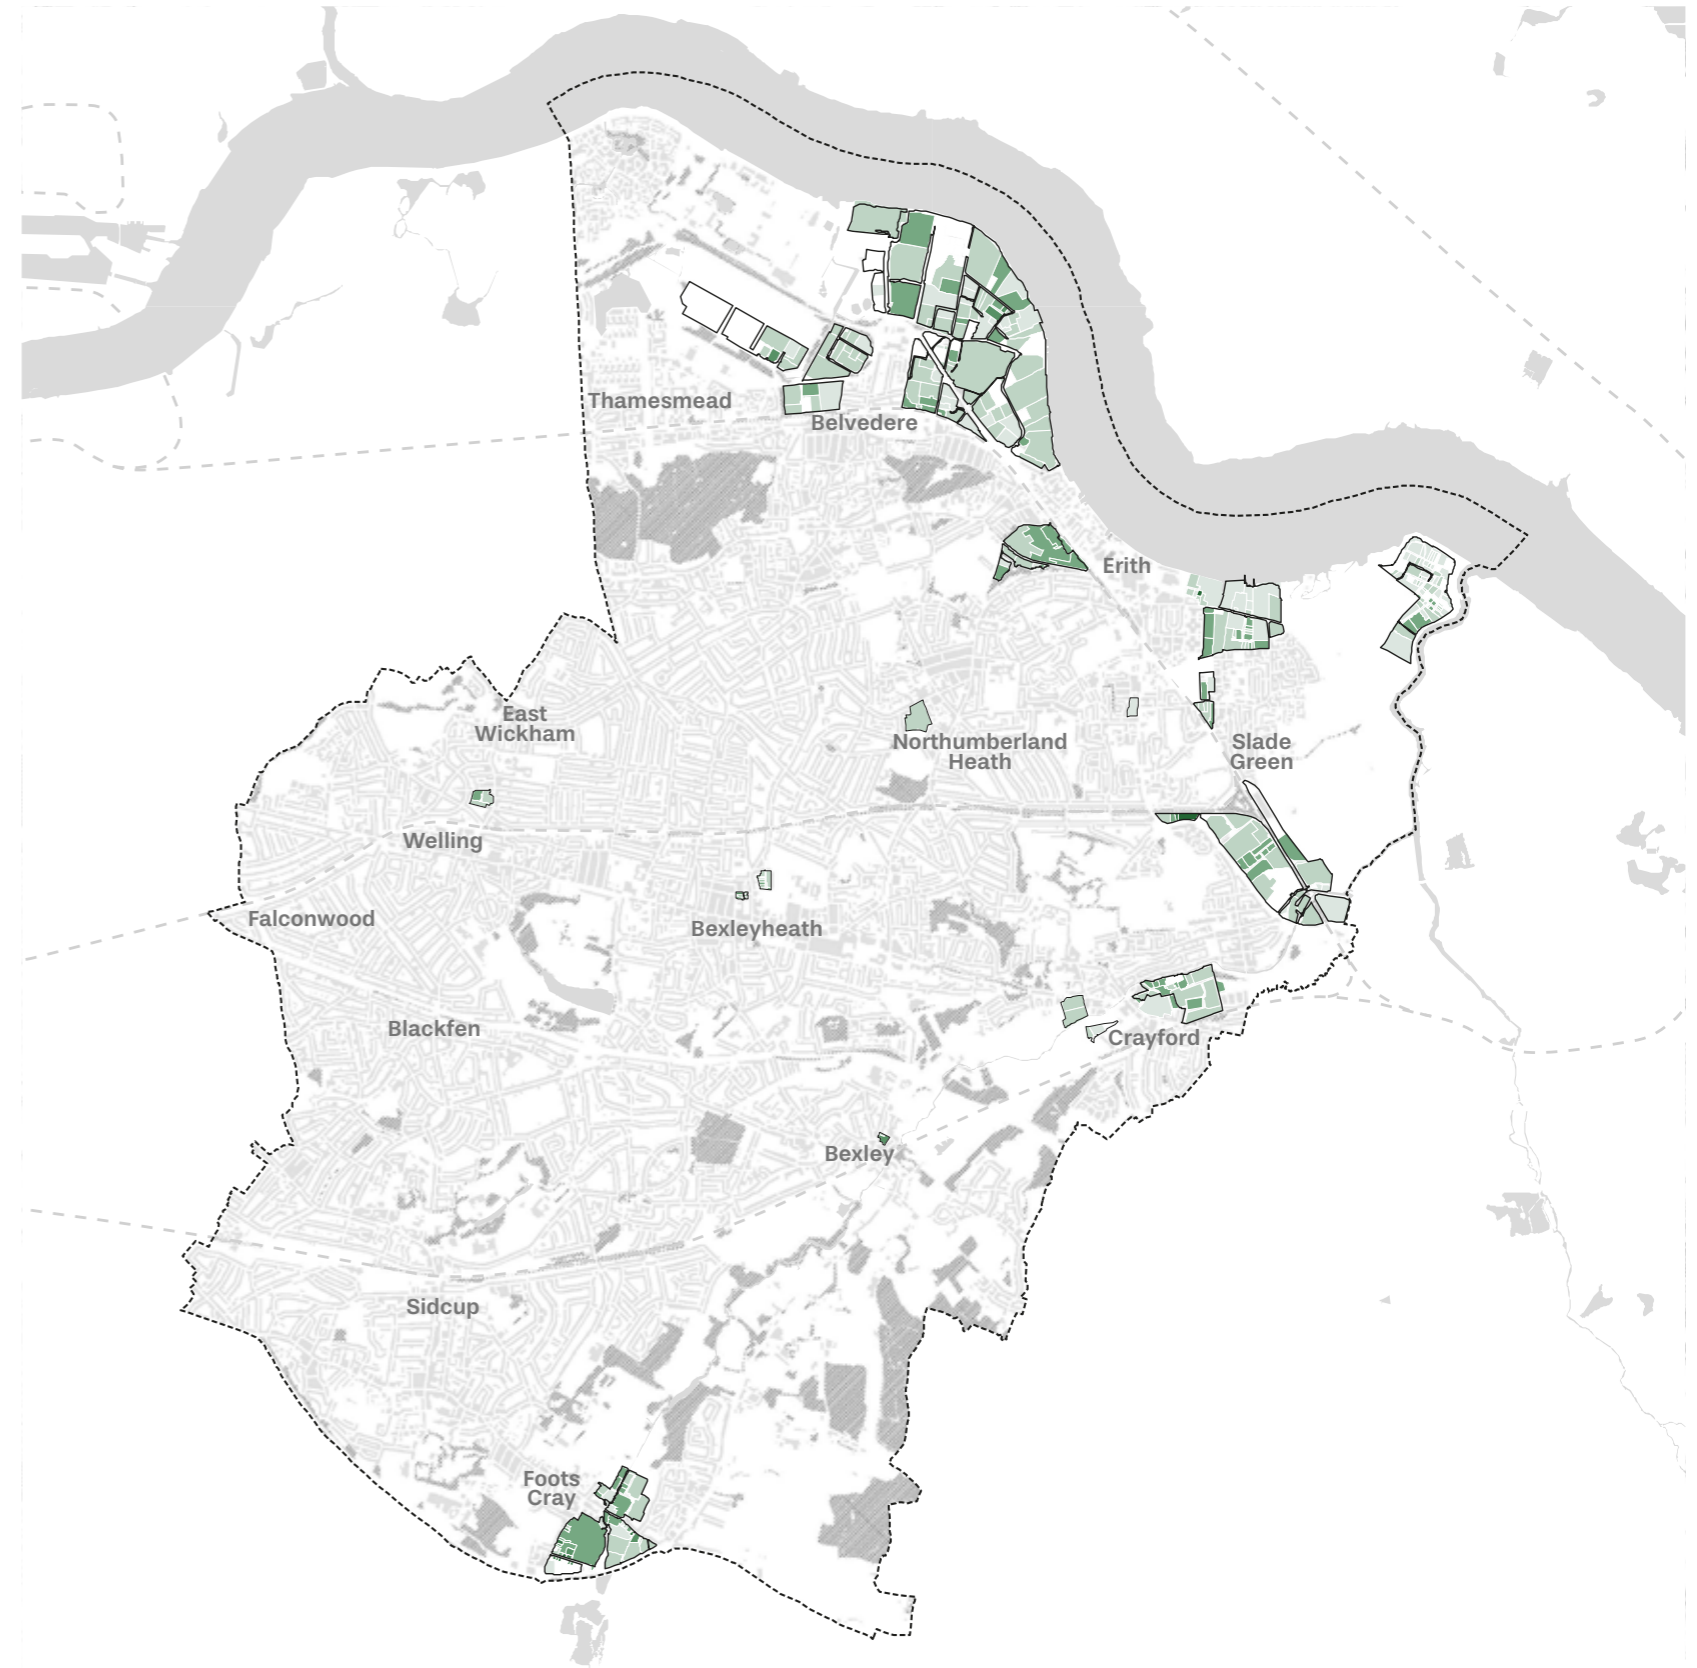 Thamesmead
Belvedere
Erith
East
Wickham
Northumberland
Heath
Slade
Green
Welling
Falconwood
Bexleyheath
Blackfen
Crayford
Bexley
Sidcup
Foots
Cray